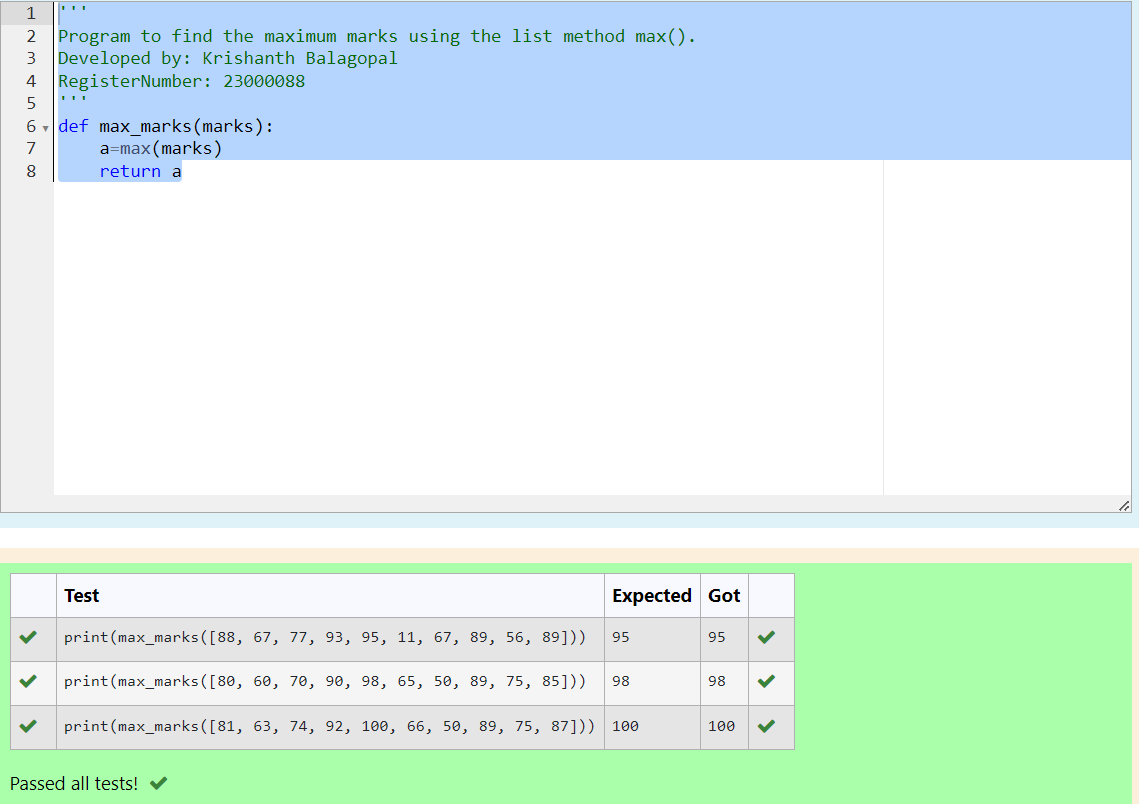 1 '''
2 Program to find the maximum marks using the list method max().
3 Developed by: Krishanth Balagopal
4 RegisterNumber: 23000088
5 '''
6 def max_marks(marks):
7     a=max(marks)
8     return a
Test Expected Got
print(max_marks([88, 67, 77, 93, 95, 11, 67, 89, 56, 89])) 95 95
print(max_marks([80, 60, 70, 90, 98, 65, 50, 89, 75, 85])) 98 98
print(max_marks([81, 63, 74, 92, 100, 66, 50, 89, 75, 87])) 100 100
Passed all tests!